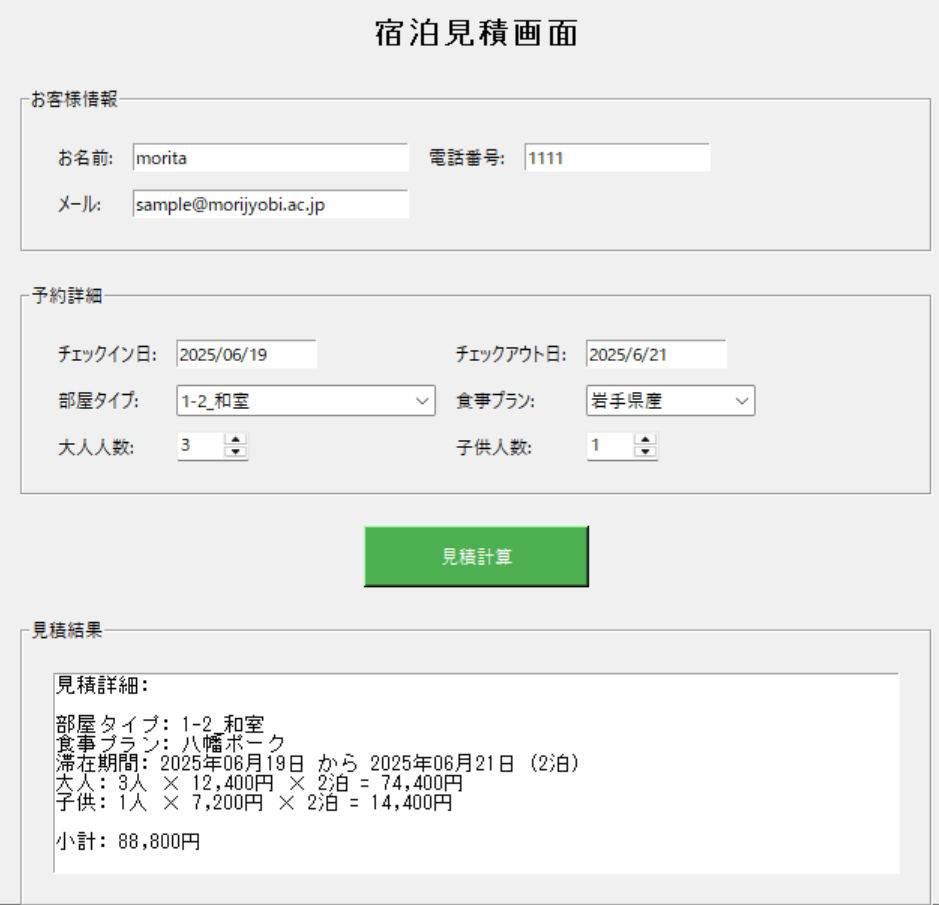 宿泊見積画面
お客様情報
お名前: morita 電話番号: 1111
メール: sample@morijyobi.ac.jp
予約詳細
チェックイン日: 2025/06/19 チェックアウト日: 2025/6/21
部屋タイプ: 1-2_和室 食事プラン: 岩手県産
大人人数: 3 子供人数: 1
見積計算
見積結果
見積詳細:
部屋タイプ: 1-2_和室
食事プラン: 八幡ポーク
滞在期間: 2025年06月19日 から 2025年06月21日 (2泊)
大人: 3人 × 12,400円 × 2泊 = 74,400円
子供: 1人 × 7,200円 × 2泊 = 14,400円
小計: 88,800円